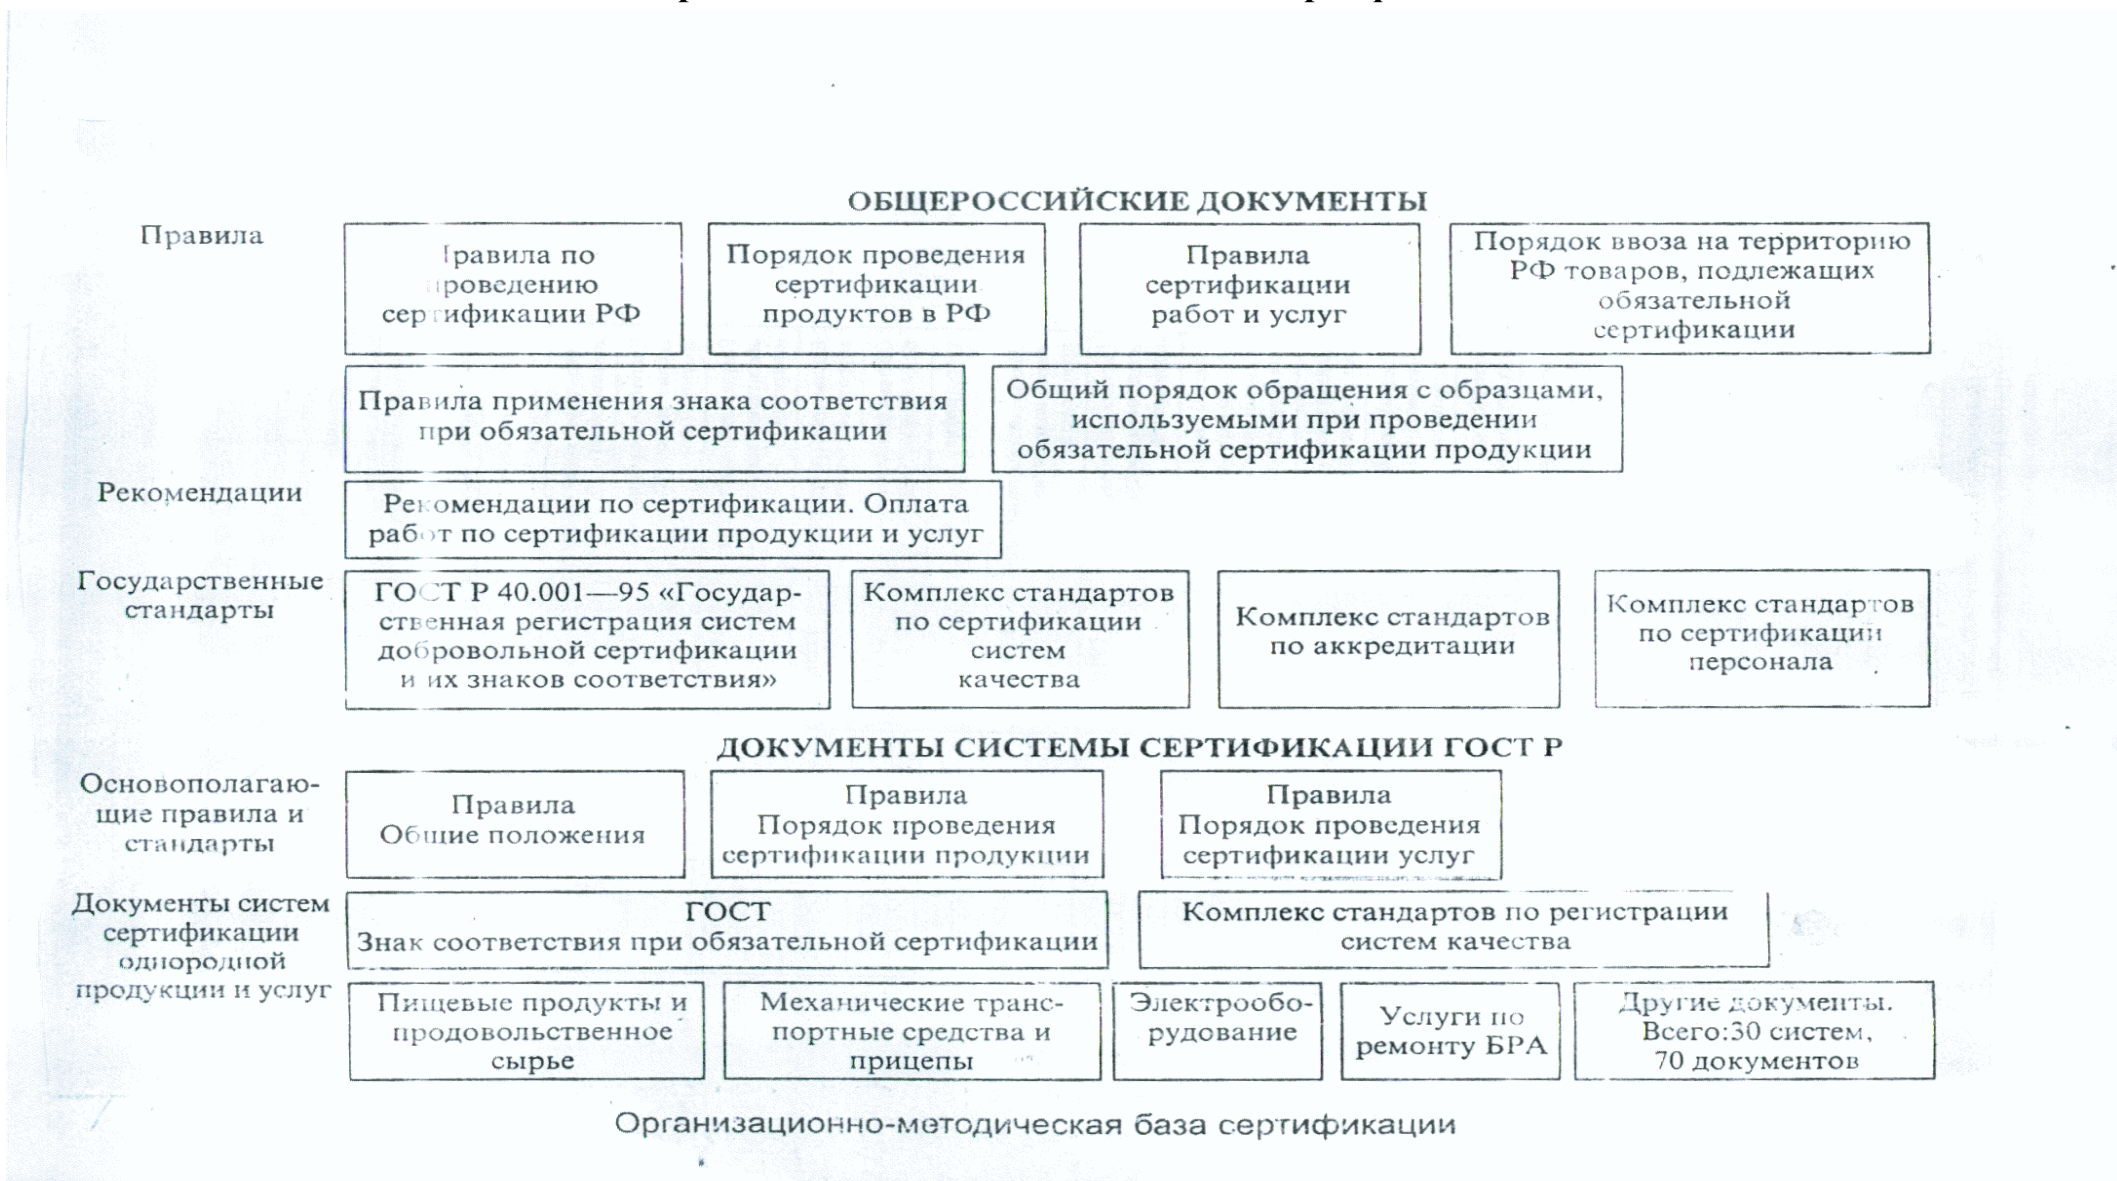 ОБЩЕРОССИЙСКИЕ ДОКУМЕНТЫ
Правила
Правила по
проведению
сертификации РФ
Порядок проведения
сертификации
продуктов в РФ
Правила
сертификации
работ и услуг
Порядок ввоза на территорию
РФ товаров, подлежащих
обязательной
сертификации
Правила применения знака соответствия
при обязательной сертификации
Общий порядок обращения с образцами,
используемыми при проведении
обязательной сертификации продукции
Рекомендации
Рекомендации по сертификации. Оплата
работ по сертификации продукции и услуг
Государственные
стандарты
ГОСТ Р 40.001—95 «Государ-
ственная регистрация систем
добровольной сертификации
и их знаков соответствия»
Комплекс стандартов
по сертификации
систем
качества
Комплекс стандартов
по аккредитации
Комплекс стандартов
по сертификации
персонала
ДОКУМЕНТЫ СИСТЕМЫ СЕРТИФИКАЦИИ ГОСТ Р
Основополагаю-
щие правила и
стандарты
Правила
Общие положения
Правила
Порядок проведения
сертификации продукции
Правила
Порядок проведения
сертификации услуг
Документы систем
сертификации
однородной
продукции и услуг
ГОСТ
Знак соответствия при обязательной сертификации
Комплекс стандартов по регистрации
систем качества
Пищевые продукты и
продовольственное
сырье
Механические транс-
портные средства и
прицепы
Электрообо-
рудование
Услуги по
ремонту БРА
Другие документы.
Всего:30 систем,
70 документов
Организационно-методическая база сертификации